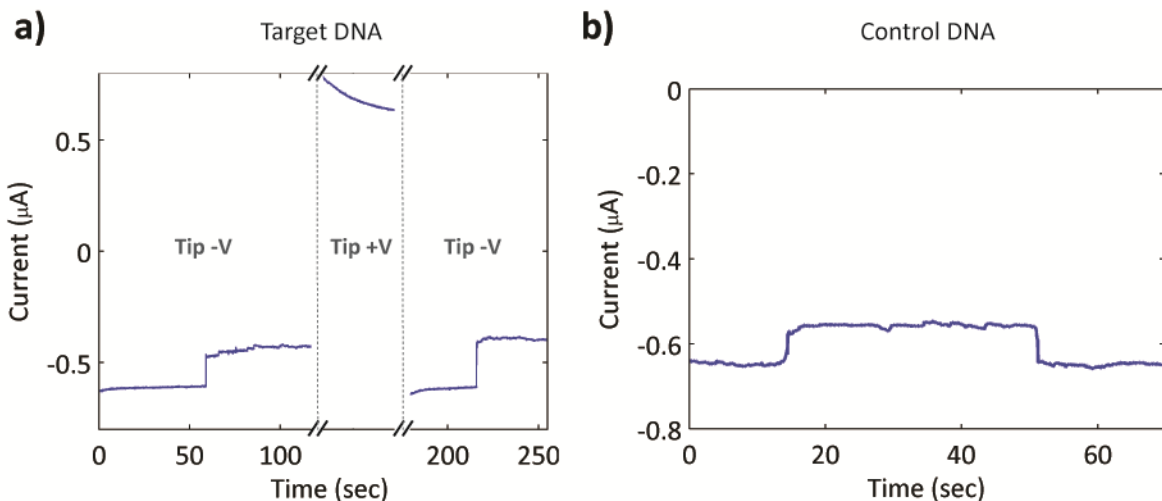 a)
Target DNA
Current (μA)
0.5
0
-0.5
Tip -V
Tip +V
Tip -V
0
50
100
200
250
Time (sec)
b)
Control DNA
Current (μA)
0
-0.2
-0.4
-0.6
-0.8
0
20
40
60
Time (sec)